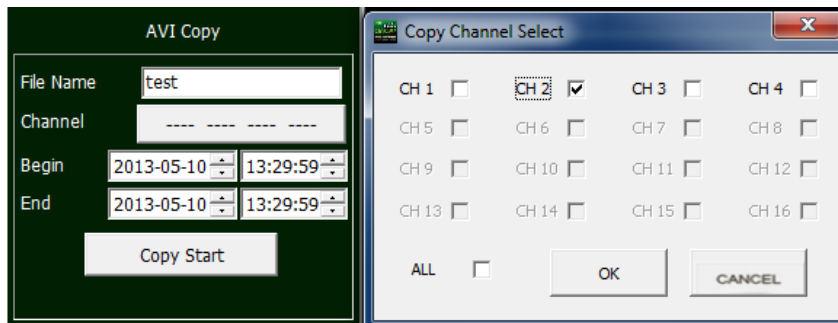 AVI Copy
File Name test
Channel ---- ---- ---- ----
Begin 2013-05-10 13:29:59
End 2013-05-10 13:29:59
Copy Start
Copy Channel Select
CH 1 CH 2 CH 3 CH 4
CH 5 CH 6 CH 7 CH 8
CH 9 CH 10 CH 11 CH 12
CH 13 CH 14 CH 15 CH 16
ALL OK CANCEL